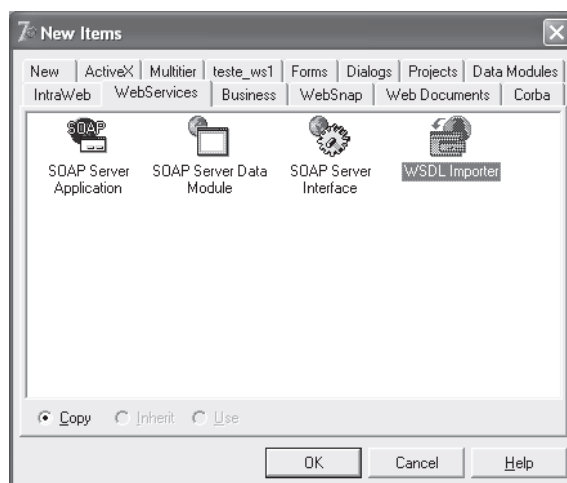 7 New Items
New ActiveX Multitier teste_ws1 Forms Dialogs Projects Data Modules
IntraWeb WebServices Business WebSnap Web Documents Corba
SOAP
SOAP Server Application
SOAP Server Data Module
SOAP Server Interface
WSDL Importer
Copy Inherit Use
OK Cancel Help